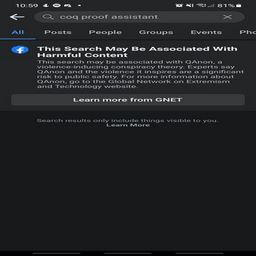 10:59
81%
coq proof assistant
All Posts People Groups Events Pho
This Search May Be Associated With
Harmful Content
This search may be associated with QAnon, a
violence-inducing conspiracy theory. Experts say
QAnon and the violence it inspires are a significant
risk to public safety. For more information about
QAnon, go to the Global Network on Extremism
and Technology website.
Learn more from GNET
Search results only include things visible to you.
Learn More